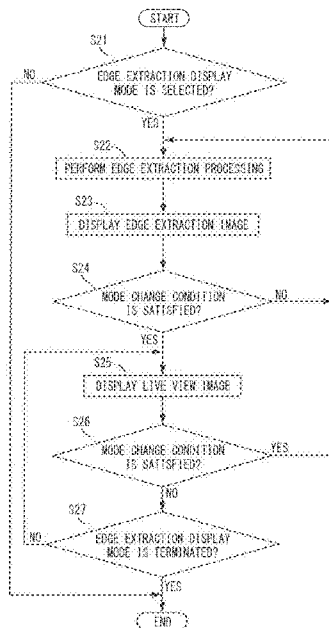 START
S21
NO
EDGE EXTRACTION DISPLAY
MODE IS SELECTED?
YES
S22
PERFORM EDGE EXTRACTION PROCESSING
S23
DISPLAY EDGE EXTRACTION IMAGE
S24
MODE CHANGE CONDITION
IS SATISFIED?
NO
YES
S25
DISPLAY LIVE VIEW IMAGE
S26
MODE CHANGE CONDITION
IS SATISFIED?
YES
NO
S27
NO
EDGE EXTRACTION DISPLAY
MODE IS TERMINATED?
YES
END